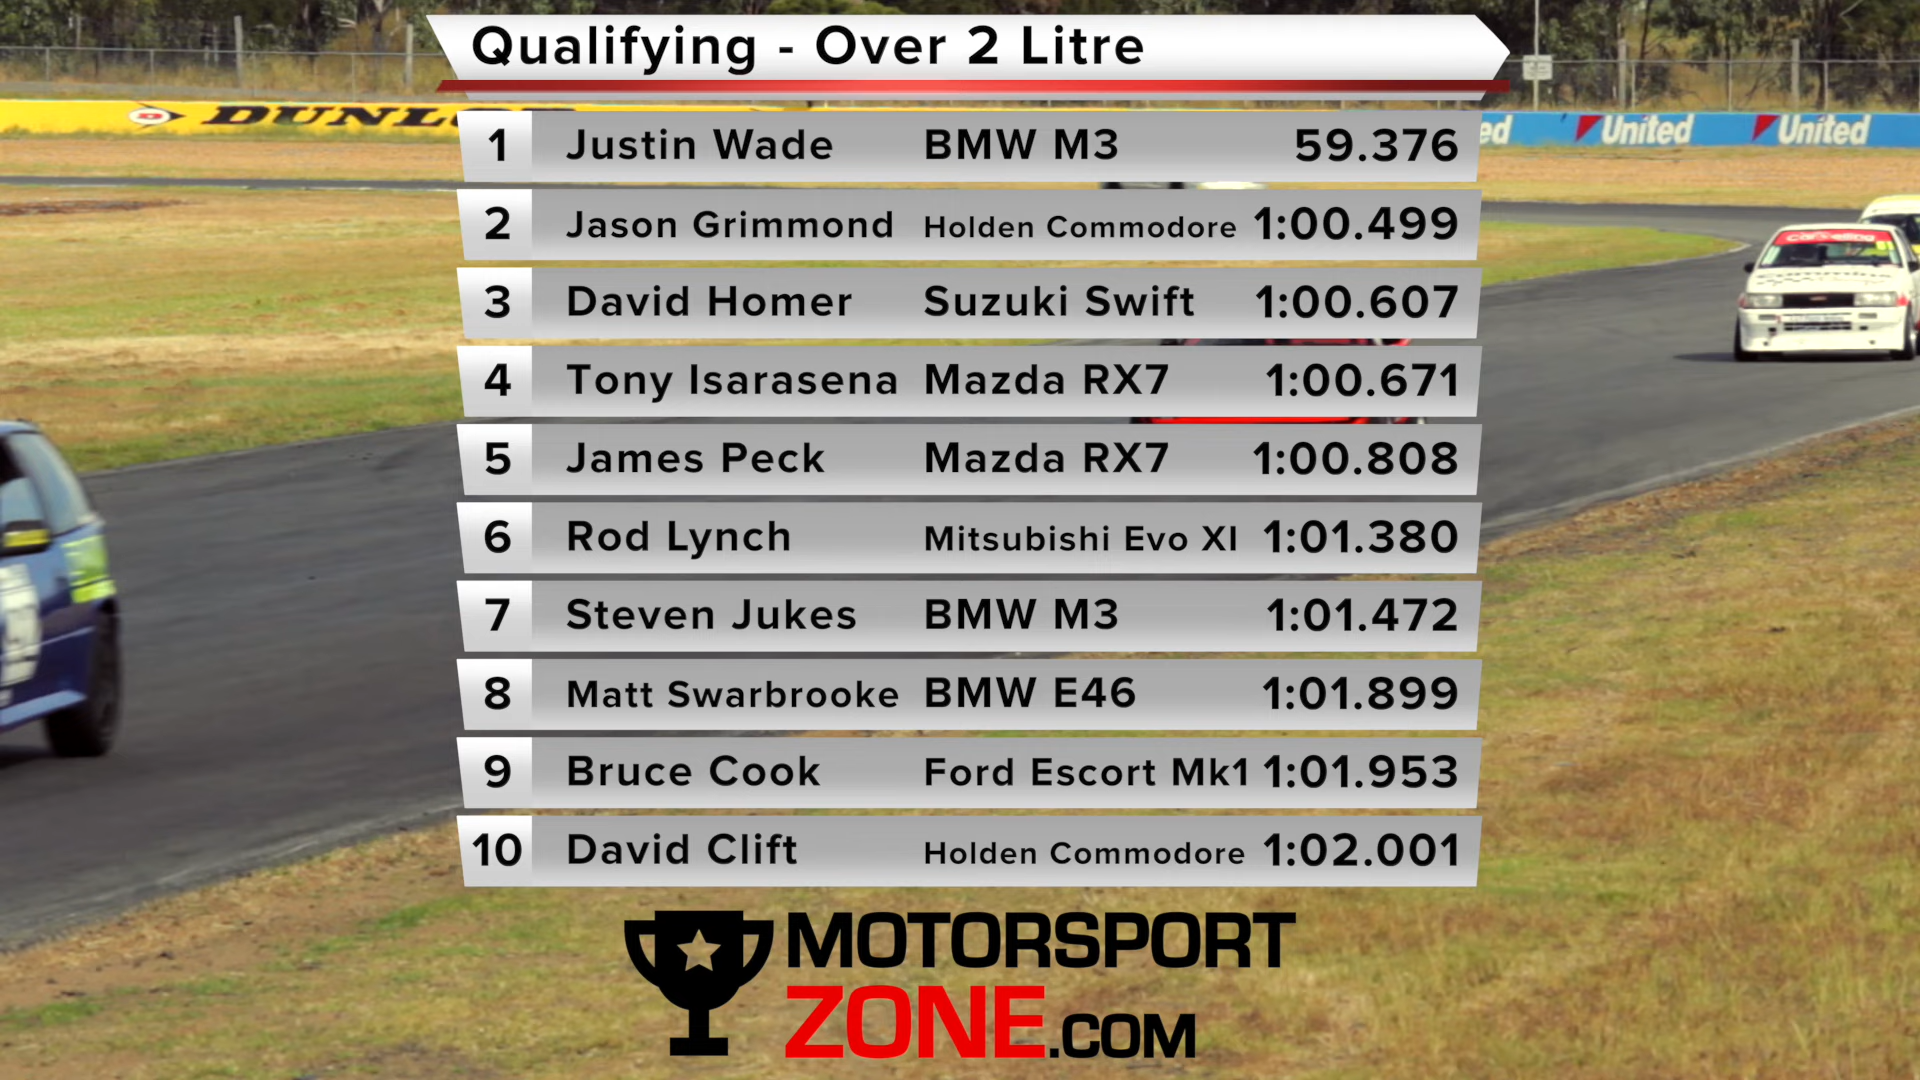 Qualifying - Over 2 Litre
DUNLO
ed United United
1 Justin Wade BMW M3 59.376
2 Jason Grimmond Holden Commodore 1:00.499
3 David Homer Suzuki Swift 1:00.607
4 Tony Isarasena Mazda RX7 1:00.671
5 James Peck Mazda RX7 1:00.808
6 Rod Lynch Mitsubishi Evo XI 1:01.380
7 Steven Jukes BMW M3 1:01.472
8 Matt Swarbrooke BMW E46 1:01.899
9 Bruce Cook Ford Escort Mk1 1:01.953
10 David Clift Holden Commodore 1:02.001
MOTORSPORT
ZONE.COM